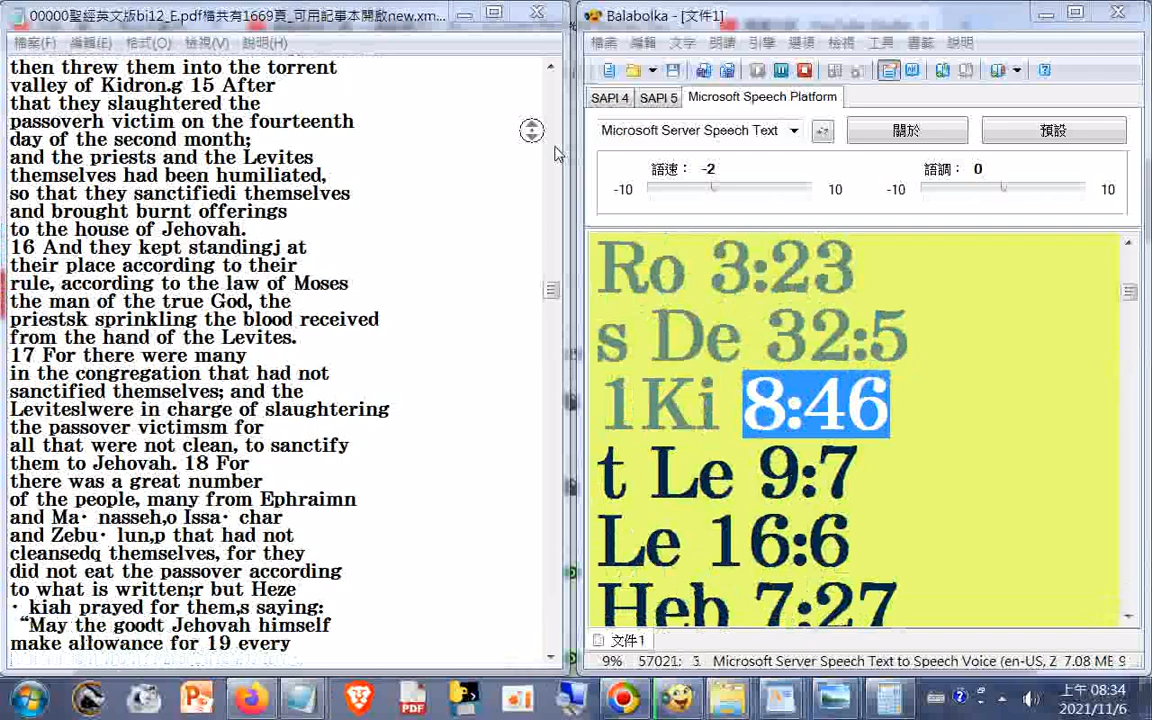 00000聖經英文版bi12_E.pdf檔共有1669頁_可用記事本開啟new.xm...
檔案(F) 編輯(E) 格式(O) 檢視(V) 說明(H)
then threw them into the torrent
valley of Kidron.g 15 After
that they slaughtered the
passoverh victim on the fourteenth
day of the second month;
and the priests and the Levites
themselves had been humiliated,
so that they sanctifiedi themselves
and brought burnt offerings
to the house of Jehovah.
16 And they kept standingj at
their place according to their
rule, according to the law of Moses
the man of the true God, the
priestsk sprinkling the blood received
from the hand of the Levites.
17 For there were many
in the congregation that had not
sanctified themselves; and the
Leviteslwere in charge of slaughtering
the passover victimsm for
all that were not clean, to sanctify
them to Jehovah. 18 For
there was a great number
of the people, many from Ephraimn
and Ma· nasseh,o Issa· char
and Zebu· lun,p that had not
cleansedq themselves, for they
did not eat the passover according
to what is written;r but Heze
· kiah prayed for them,s saying:
“May the goodt Jehovah himself
make allowance for 19 every
Balabolka - [文件1]
檔案 編輯 文字 朗讀 引擎 選項 檢視 工具 書籤 說明
SAPI 4 SAPI 5 Microsoft Speech Platform
Microsoft Server Speech Text 關於 預設
語速： -2 語調： 0
-10 10 -10 10
Ro 3:23
s De 32:5
1Ki 8:46
t Le 9:7
Le 16:6
Heb 7:27
文件1
9% 57021: 3 Microsoft Server Speech Text to Speech Voice (en-US, Z 7.08 MB 9
PDF
上午 08:34
2021/11/6